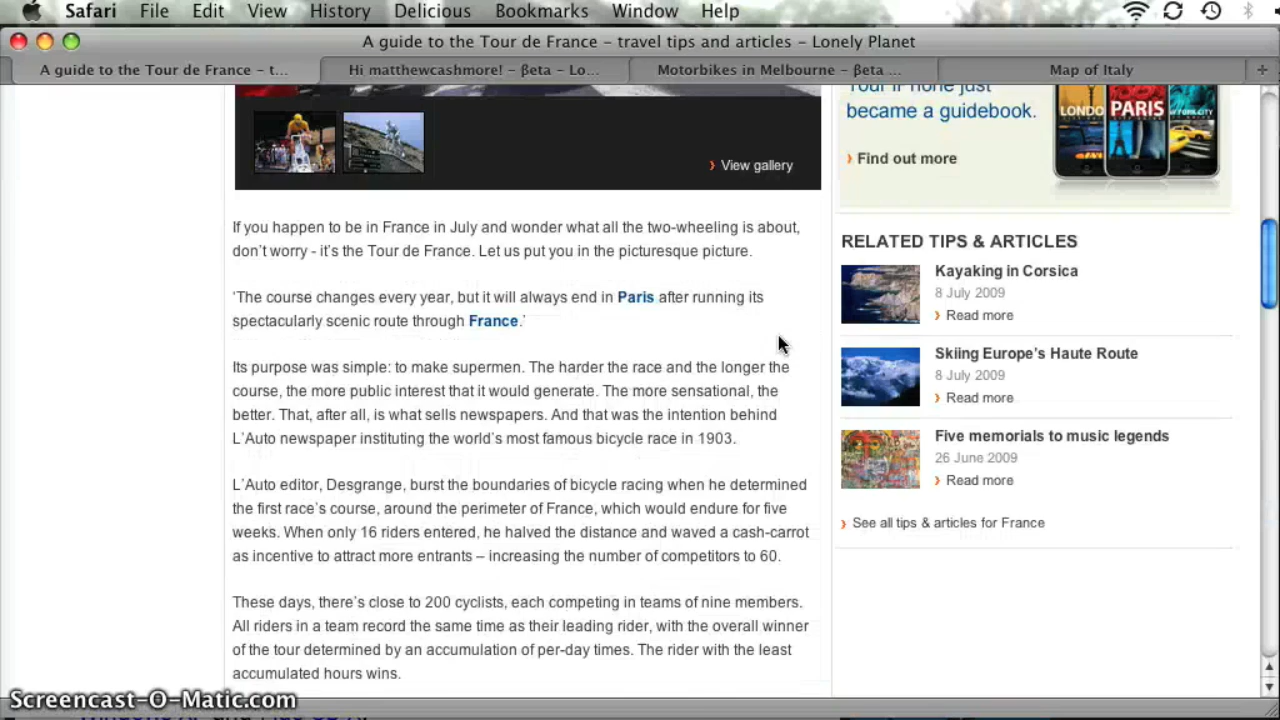 Safari File Edit View History Delicious Bookmarks Window Help
A guide to the Tour de France – travel tips and articles – Lonely Planet
A guide to the Tour de France – t...
Hi matthewcashmore! – βeta – Lo...
Motorbikes in Melbourne – βeta ...
Map of Italy
View gallery
If you happen to be in France in July and wonder what all the two-wheeling is about,
don't worry - it's the Tour de France. Let us put you in the picturesque picture.
'The course changes every year, but it will always end in Paris after running its
spectacularly scenic route through France.'
Its purpose was simple: to make supermen. The harder the race and the longer the
course, the more public interest that it would generate. The more sensational, the
better. That, after all, is what sells newspapers. And that was the intention behind
L'Auto newspaper instituting the world's most famous bicycle race in 1903.
L'Auto editor, Desgrange, burst the boundaries of bicycle racing when he determined
the first race's course, around the perimeter of France, which would endure for five
weeks. When only 16 riders entered, he halved the distance and waved a cash-carrot
as incentive to attract more entrants – increasing the number of competitors to 60.
These days, there's close to 200 cyclists, each competing in teams of nine members.
All riders in a team record the same time as their leading rider, with the overall winner
of the tour determined by an accumulation of per-day times. The rider with the least
accumulated hours wins.
Your iPhone just
became a guidebook.
Find out more
LONDON
PARIS
RELATED TIPS & ARTICLES
Kayaking in Corsica
8 July 2009
Read more
Skiing Europe's Haute Route
8 July 2009
Read more
Five memorials to music legends
26 June 2009
Read more
See all tips & articles for France
Screencast-O-Matic.com